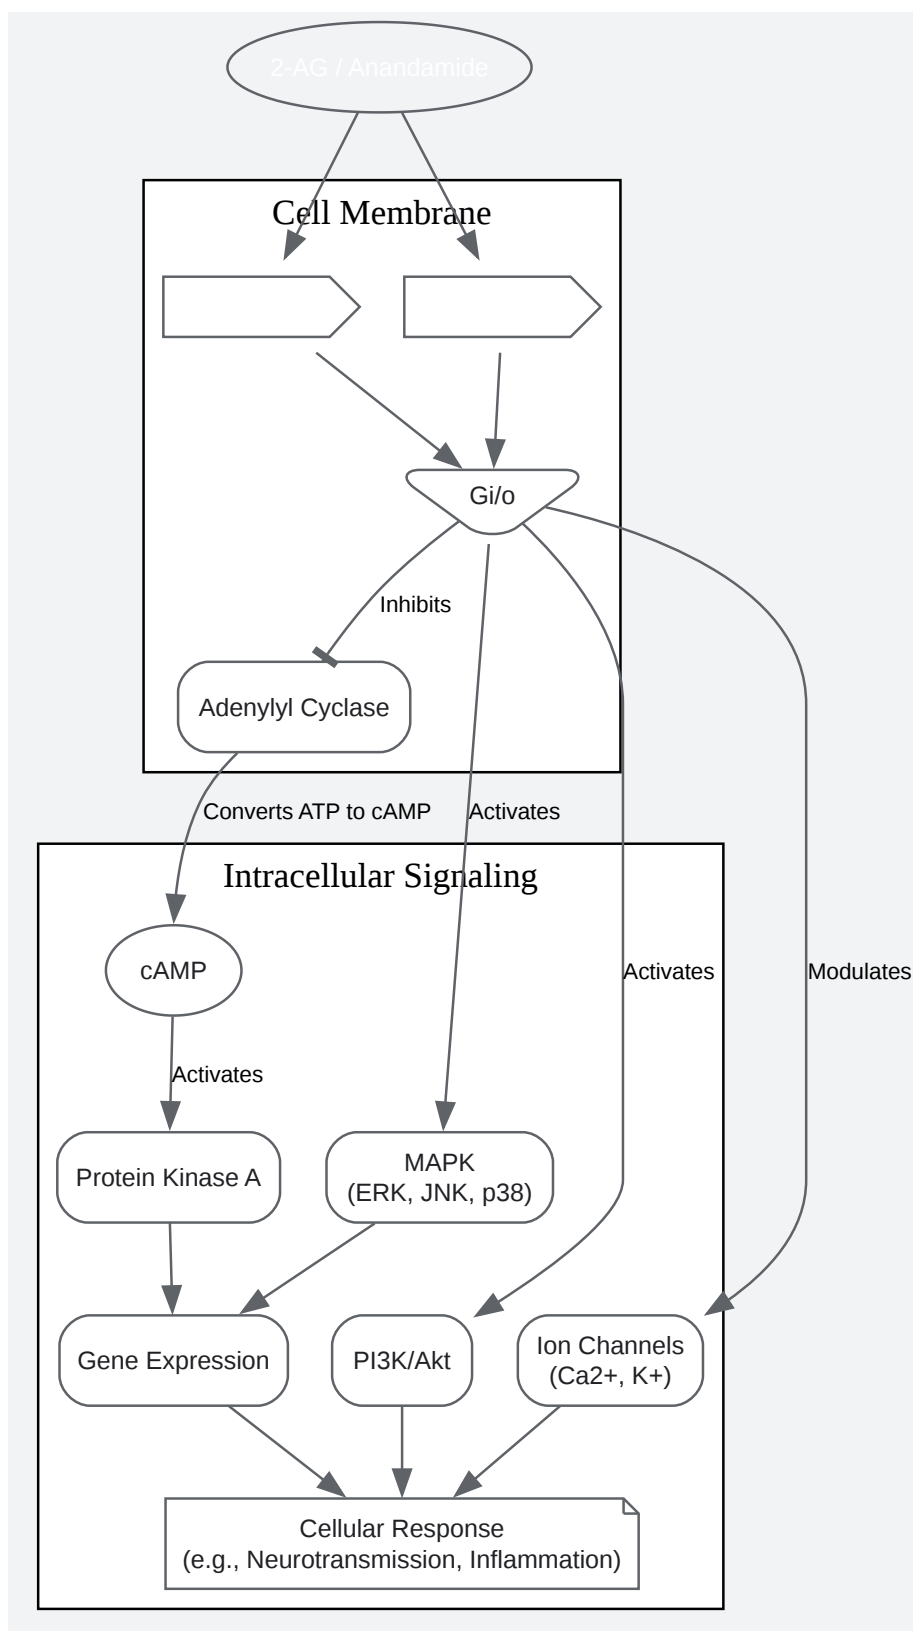 2-AG / Anandamide
Cell Membrane
Gi/o
Inhibits
Adenylyl Cyclase
Converts ATP to cAMP
Activates
Intracellular Signaling
cAMP
Activates
Modulates
Activates
Protein Kinase A
MAPK
(ERK, JNK, p38)
Gene Expression
PI3K/Akt
Ion Channels
(Ca2+, K+)
Cellular Response
(e.g., Neurotransmission, Inflammation)